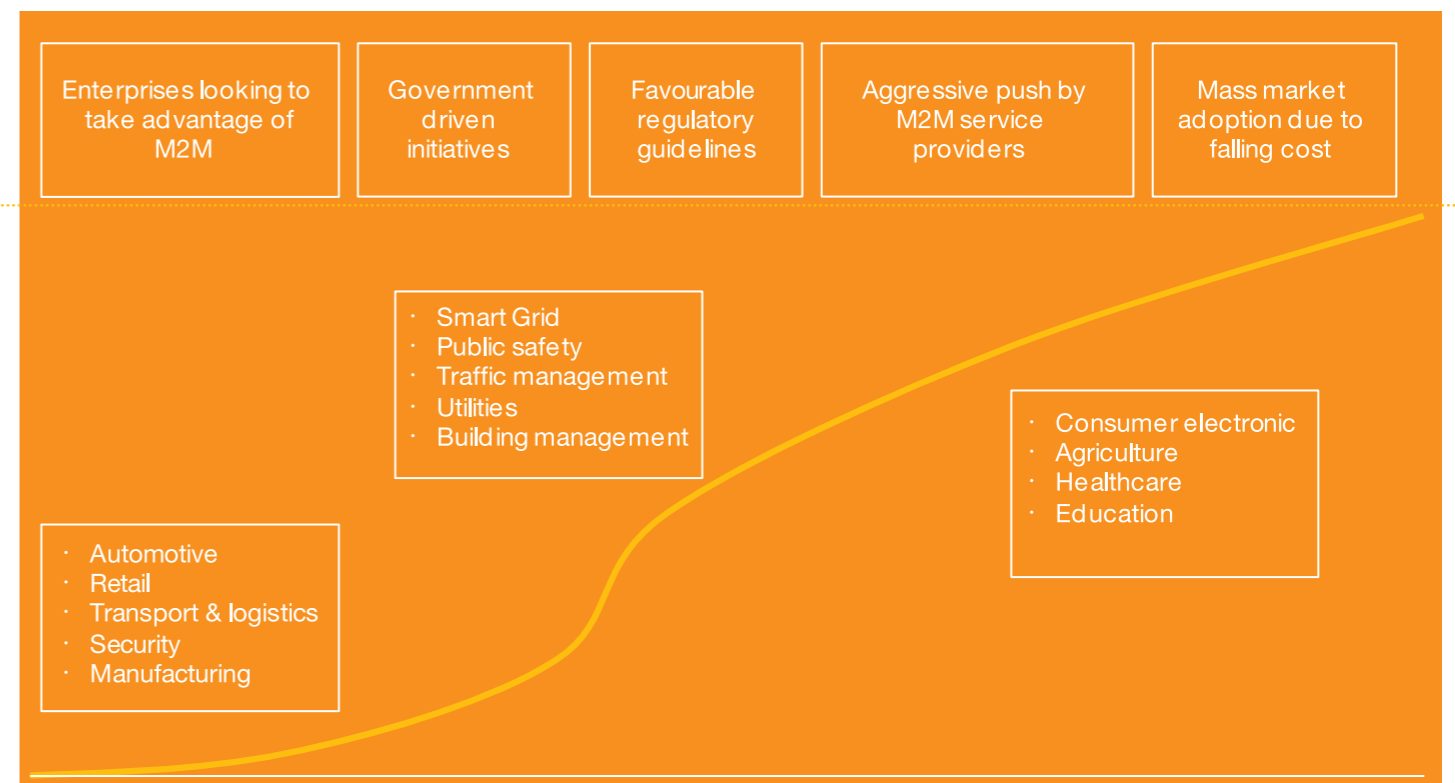 Enterprises looking to
take advantage of
M2M
Government
driven
initiatives
Favourable
regulatory
guidelines
Aggressive push by
M2M service
providers
Mass market
adoption due to
falling cost
· Smart Grid
· Public safety
· Traffic management
· Utilities
· Building management
· Consumer electronic
· Agriculture
· Healthcare
· Education
· Automotive
· Retail
· Transport & logistics
· Security
· Manufacturing